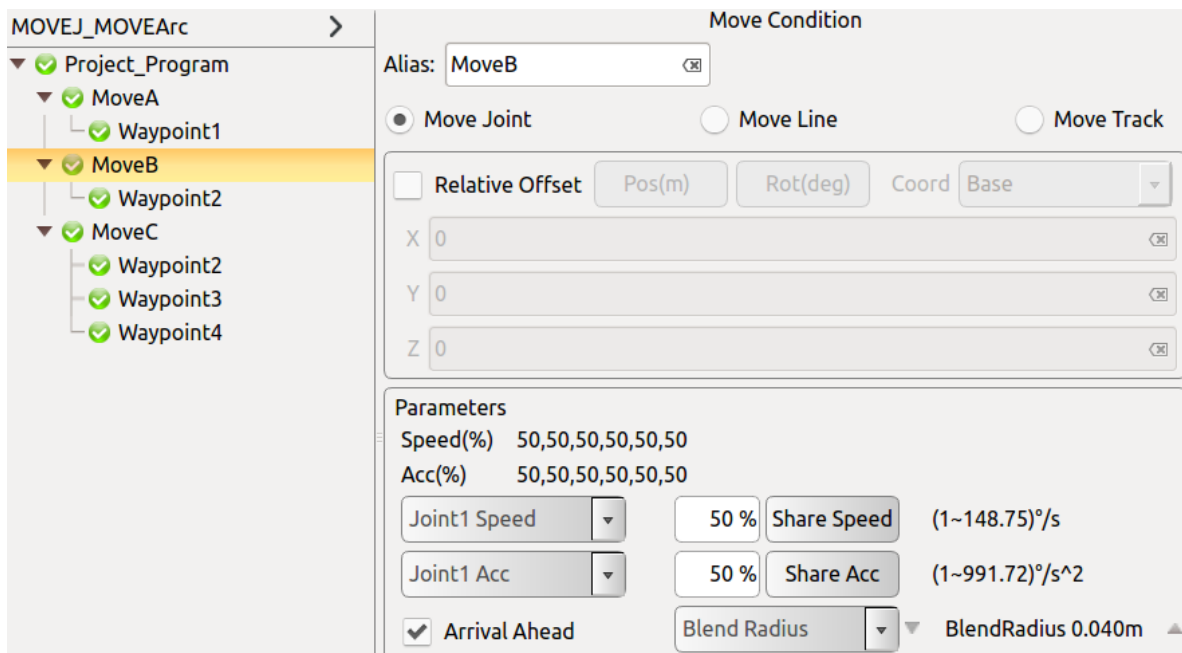 MOVEJ_MOVEArc
Project_Program
MoveA
Waypoint1
MoveB
Waypoint2
MoveC
Waypoint2
Waypoint3
Waypoint4
Move Condition
Alias: MoveB
Move Joint Move Line Move Track
Relative Offset Pos(m) Rot(deg) Coord Base
X 0
Y 0
Z 0
Parameters
Speed(%) 50,50,50,50,50,50
Acc(%) 50,50,50,50,50,50
Joint1 Speed 50 % Share Speed (1~148.75)°/s
Joint1 Acc 50 % Share Acc (1~991.72)°/s^2
Arrival Ahead Blend Radius BlendRadius 0.040m